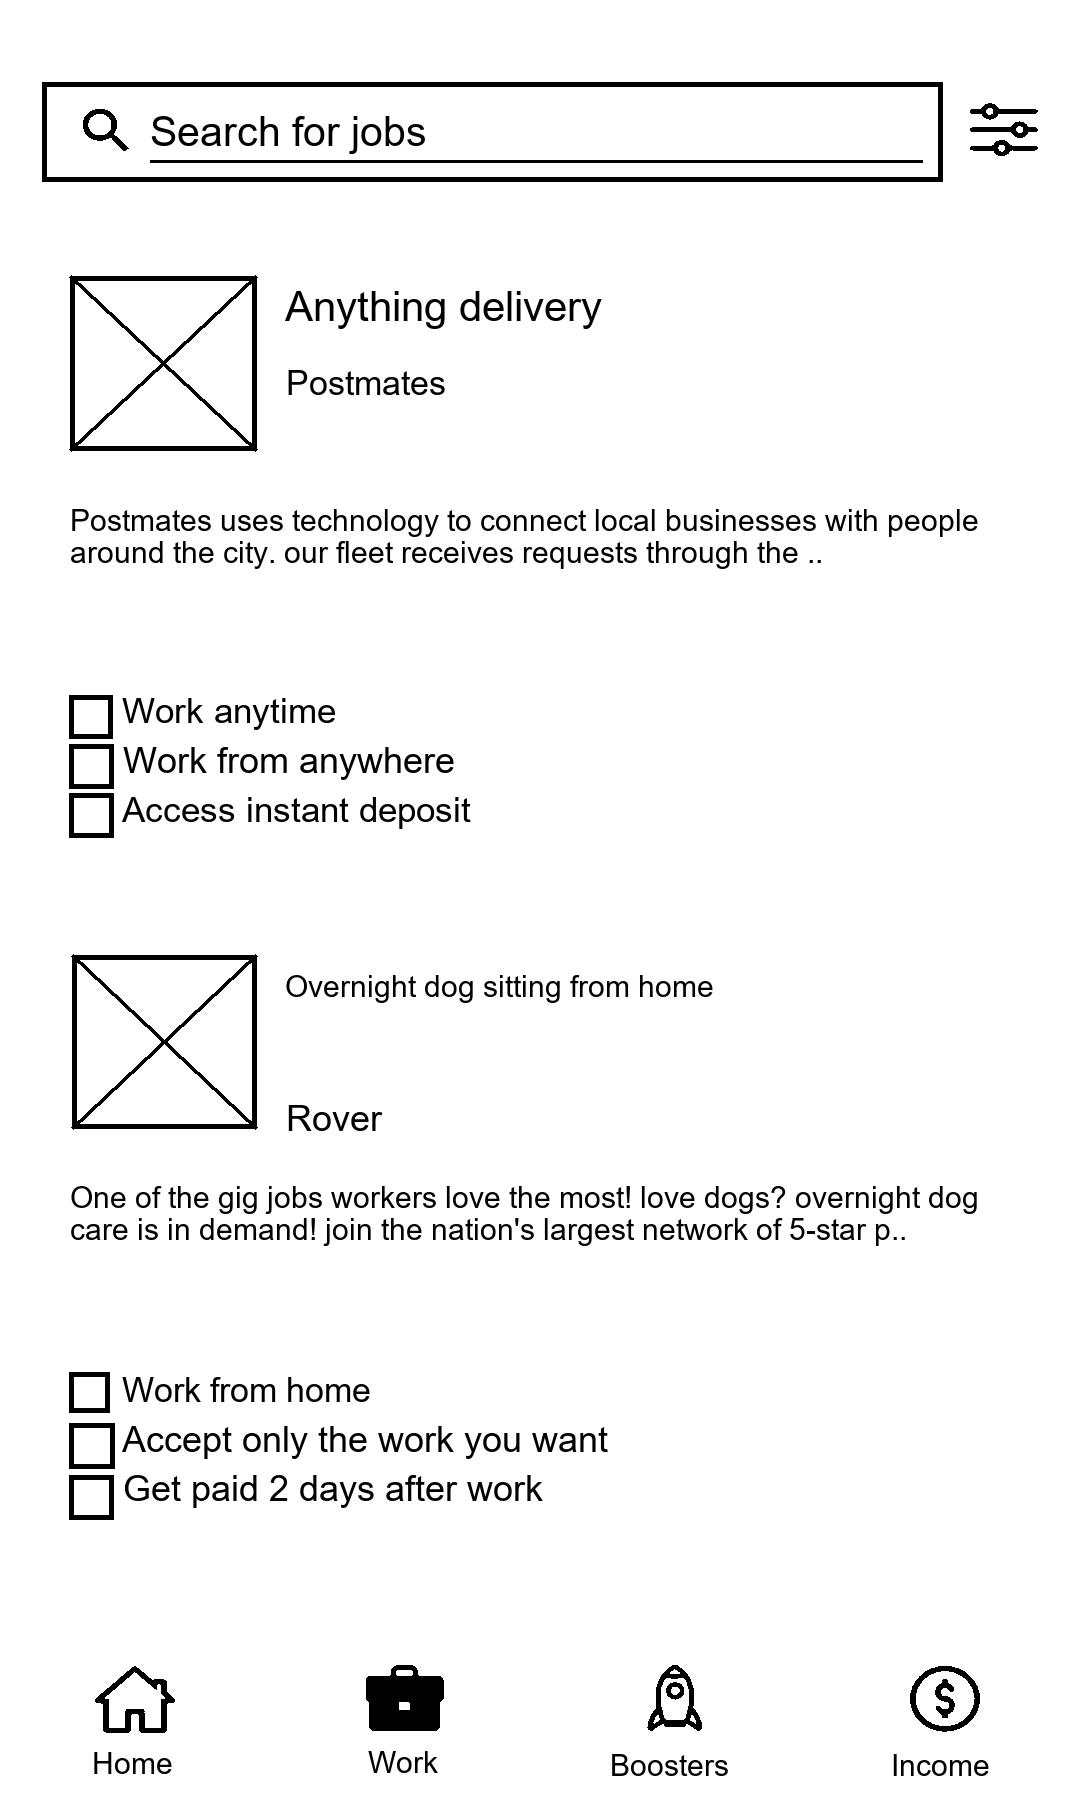 Search for jobs
Anything delivery
Postmates
Postmates uses technology to connect local businesses with people
around the city. our fleet receives requests through the ..
Work anytime
Work from anywhere
Access instant deposit
Overnight dog sitting from home
Rover
One of the gig jobs workers love the most! love dogs? overnight dog
care is in demand! join the nation's largest network of 5-star p..
Work from home
Accept only the work you want
Get paid 2 days after work
Home
Work
Boosters
Income